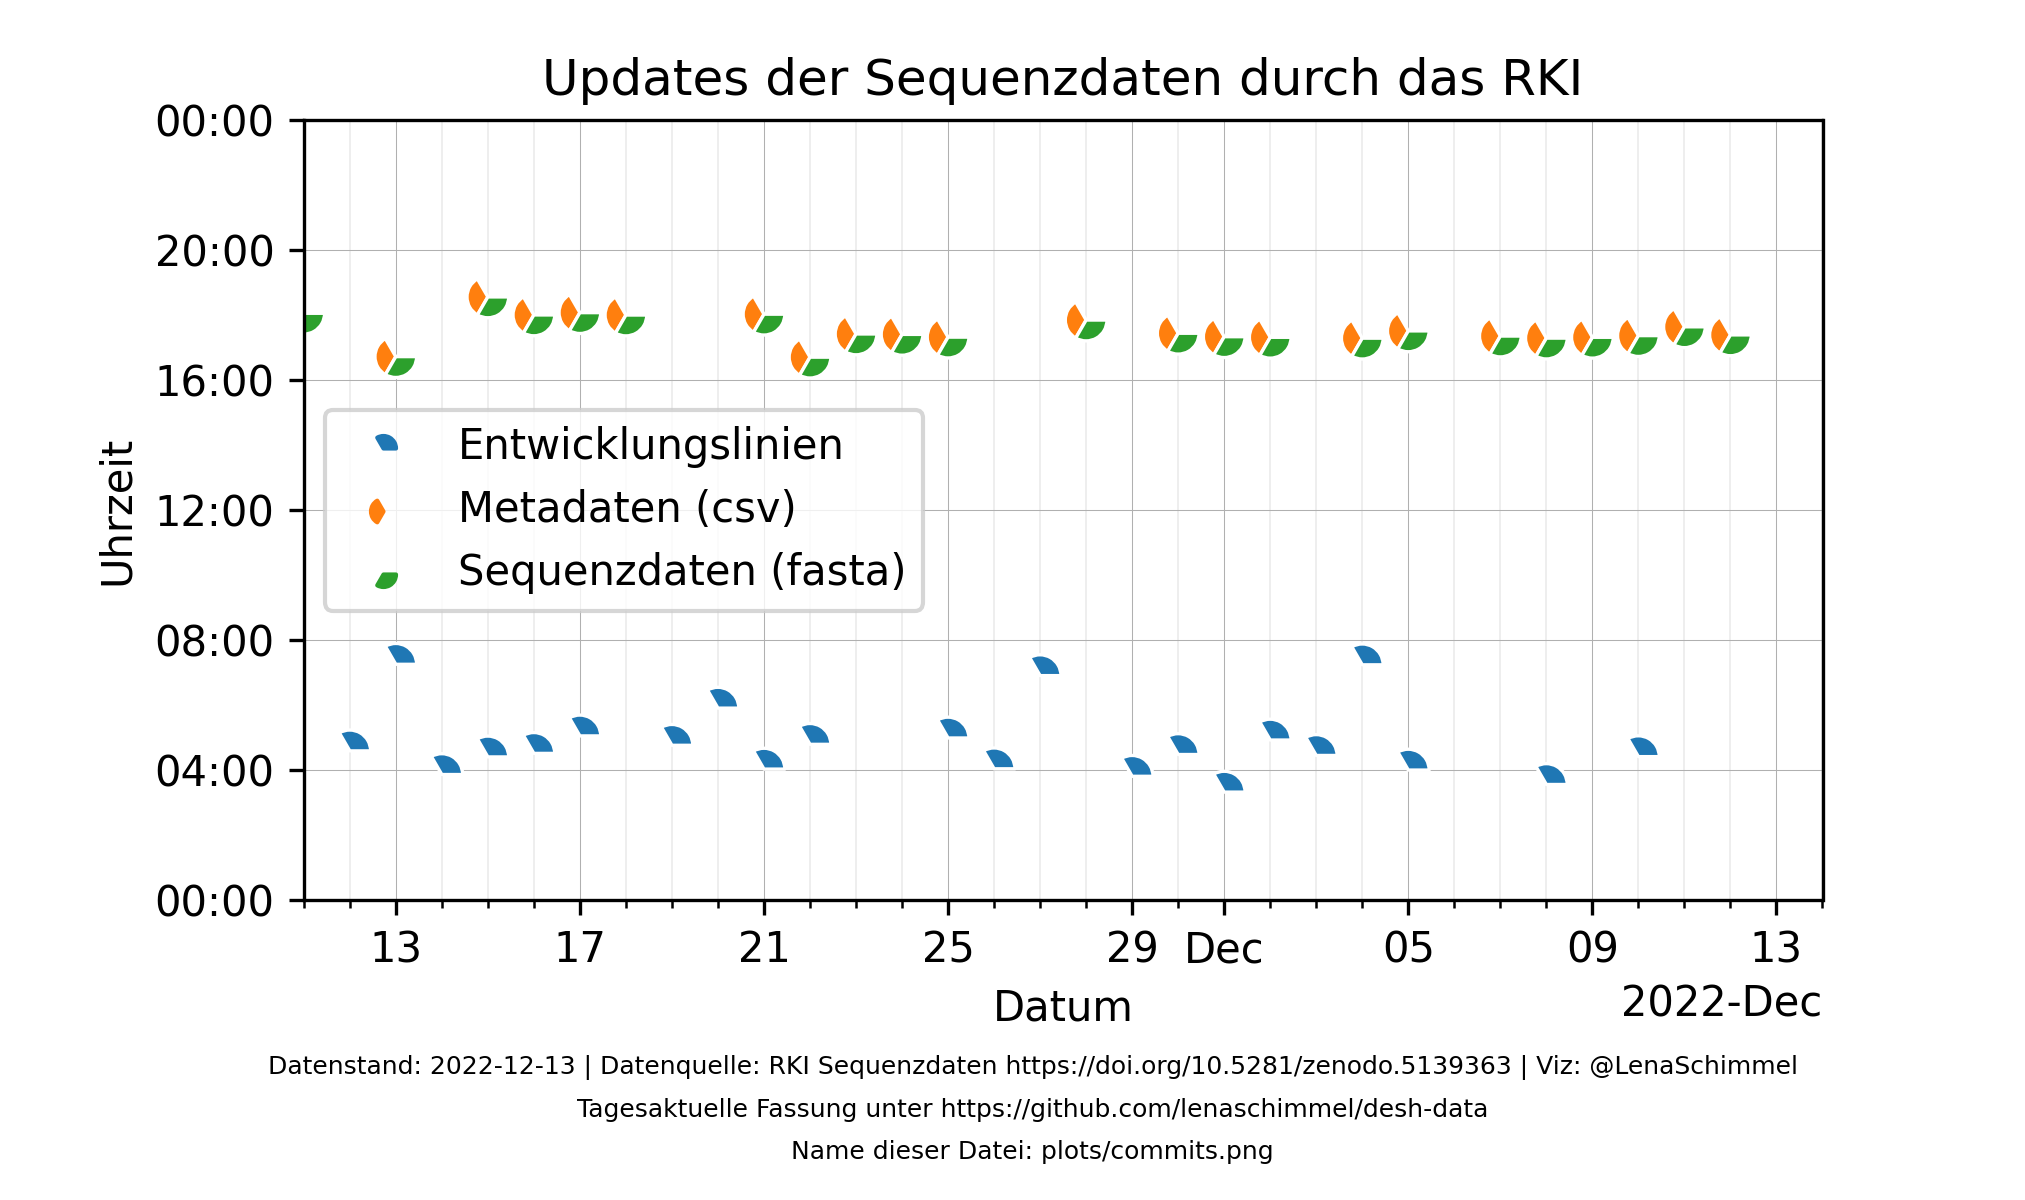 Updates der Sequenzdaten durch das RKI
00:00
20:00
16:00
12:00
08:00
04:00
00:00
Uhrzeit
Entwicklungslinien
Metadaten (csv)
Sequenzdaten (fasta)
13 17 21 25 29 Dec 05 09 13
Datum
2022-Dec
Datenstand: 2022-12-13 | Datenquelle: RKI Sequenzdaten https://doi.org/10.5281/zenodo.5139363 | Viz: @LenaSchimmel
Tagesaktuelle Fassung unter https://github.com/lenaschimmel/desh-data
Name dieser Datei: plots/commits.png